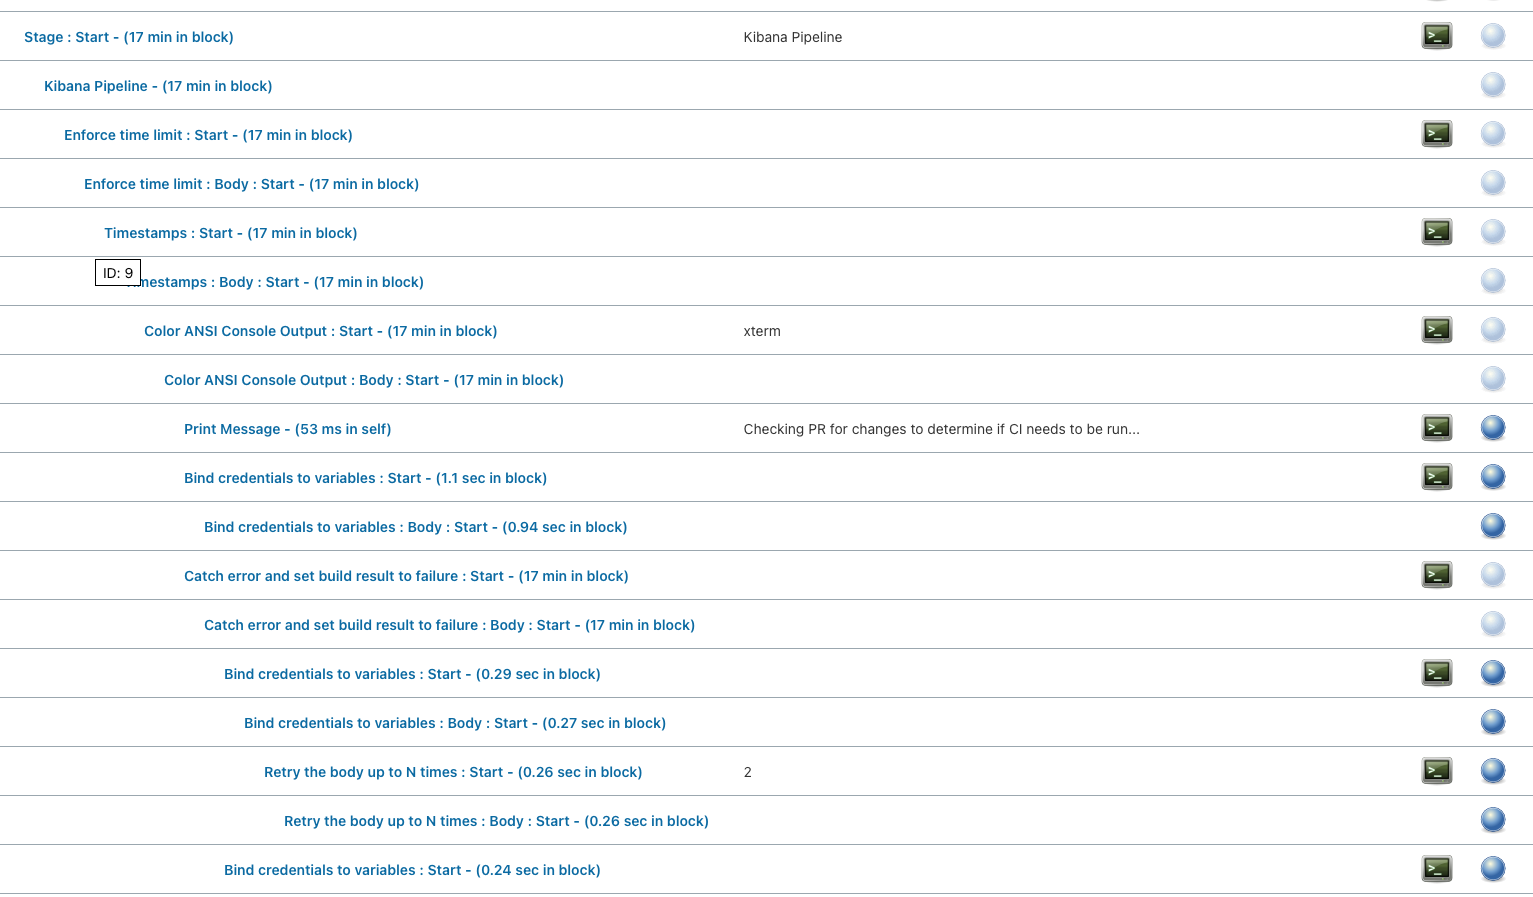 Stage : Start - (17 min in block) Kibana Pipeline
Kibana Pipeline - (17 min in block)
Enforce time limit : Start - (17 min in block)
Enforce time limit : Body : Start - (17 min in block)
Timestamps : Start - (17 min in block)
ID: 9
mestamps : Body : Start - (17 min in block)
Color ANSI Console Output : Start - (17 min in block) xterm
Color ANSI Console Output : Body : Start - (17 min in block)
Print Message - (53 ms in self) Checking PR for changes to determine if CI needs to be run...
Bind credentials to variables : Start - (1.1 sec in block)
Bind credentials to variables : Body : Start - (0.94 sec in block)
Catch error and set build result to failure : Start - (17 min in block)
Catch error and set build result to failure : Body : Start - (17 min in block)
Bind credentials to variables : Start - (0.29 sec in block)
Bind credentials to variables : Body : Start - (0.27 sec in block)
Retry the body up to N times : Start - (0.26 sec in block) 2
Retry the body up to N times : Body : Start - (0.26 sec in block)
Bind credentials to variables : Start - (0.24 sec in block)